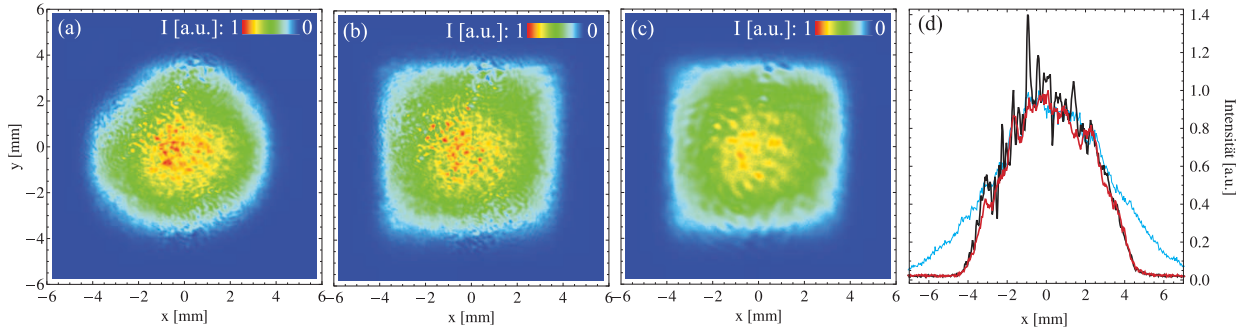 (a) I [a.u.]: 1 0
(b) I [a.u.]: 1 0
(c) I [a.u.]: 1 0
(d)
6
4
2
0
−2
−4
−6
y [mm]
−6 −4 −2 0 2 4 6
x [mm]
−6 −4 −2 0 2 4 6
x [mm]
−6 −4 −2 0 2 4 6
x [mm]
−6 −4 −2 0 2 4 6
x [mm]
1.4
1.2
1.0
0.8
0.6
0.4
0.2
0.0
Intensität [a.u.]